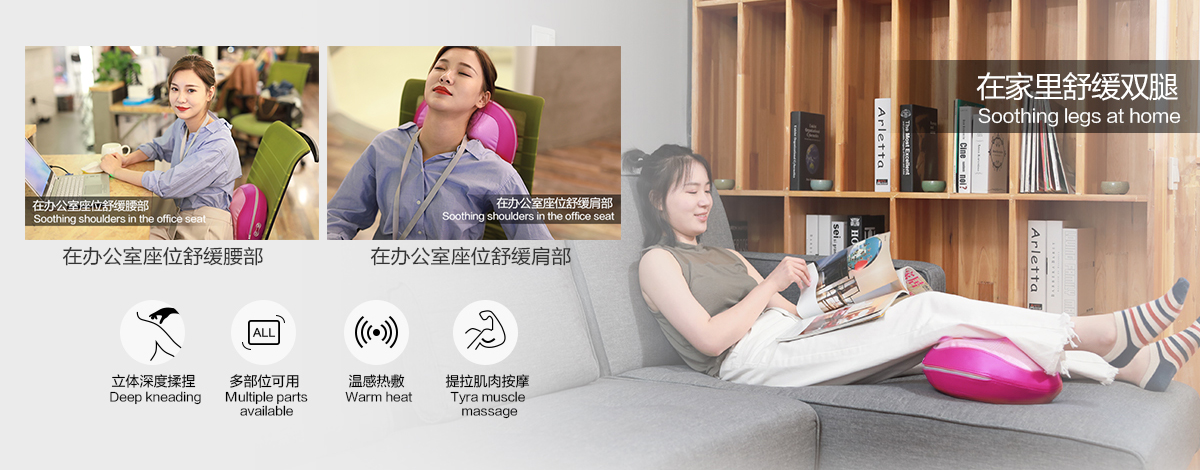 在家里舒缓双腿
Soothing legs at home
在办公室座位舒缓腰部
Soothing shoulders in the office seat
在办公室座位舒缓肩部
Soothing shoulders in the office seat
在办公室座位舒缓腰部
在办公室座位舒缓肩部
ALL
立体深度揉捏
Deep kneading
多部位可用
Multiple parts
available
温感热敷
Warm heat
提拉肌肉按摩
Tyra muscle
massage
Arletta
The Most Excellent
Cine
no!?
Arletta
self
HO